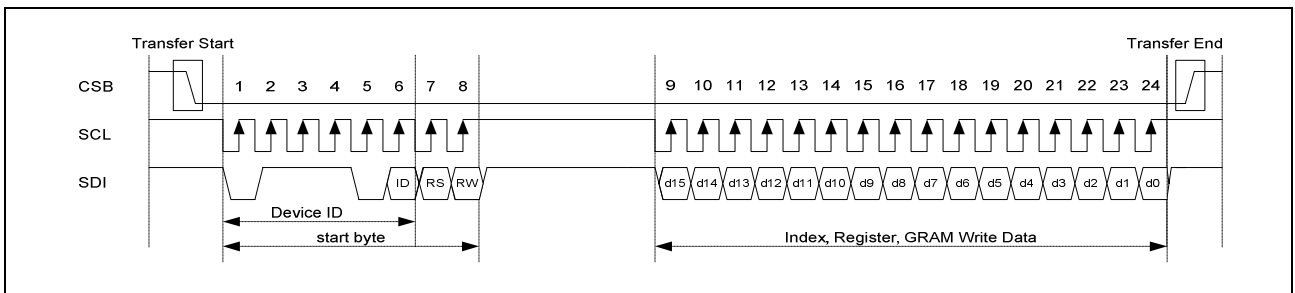 Transfer Start
Transfer End
CSB
1 2 3 4 5 6 7 8 9 10 11 12 13 14 15 16 17 18 19 20 21 22 23 24
SCL
SDI
ID RS RW d15 d14 d13 d12 d11 d10 d9 d8 d7 d6 d5 d4 d3 d2 d1 d0
Device ID
start byte
Index, Register, GRAM Write Data